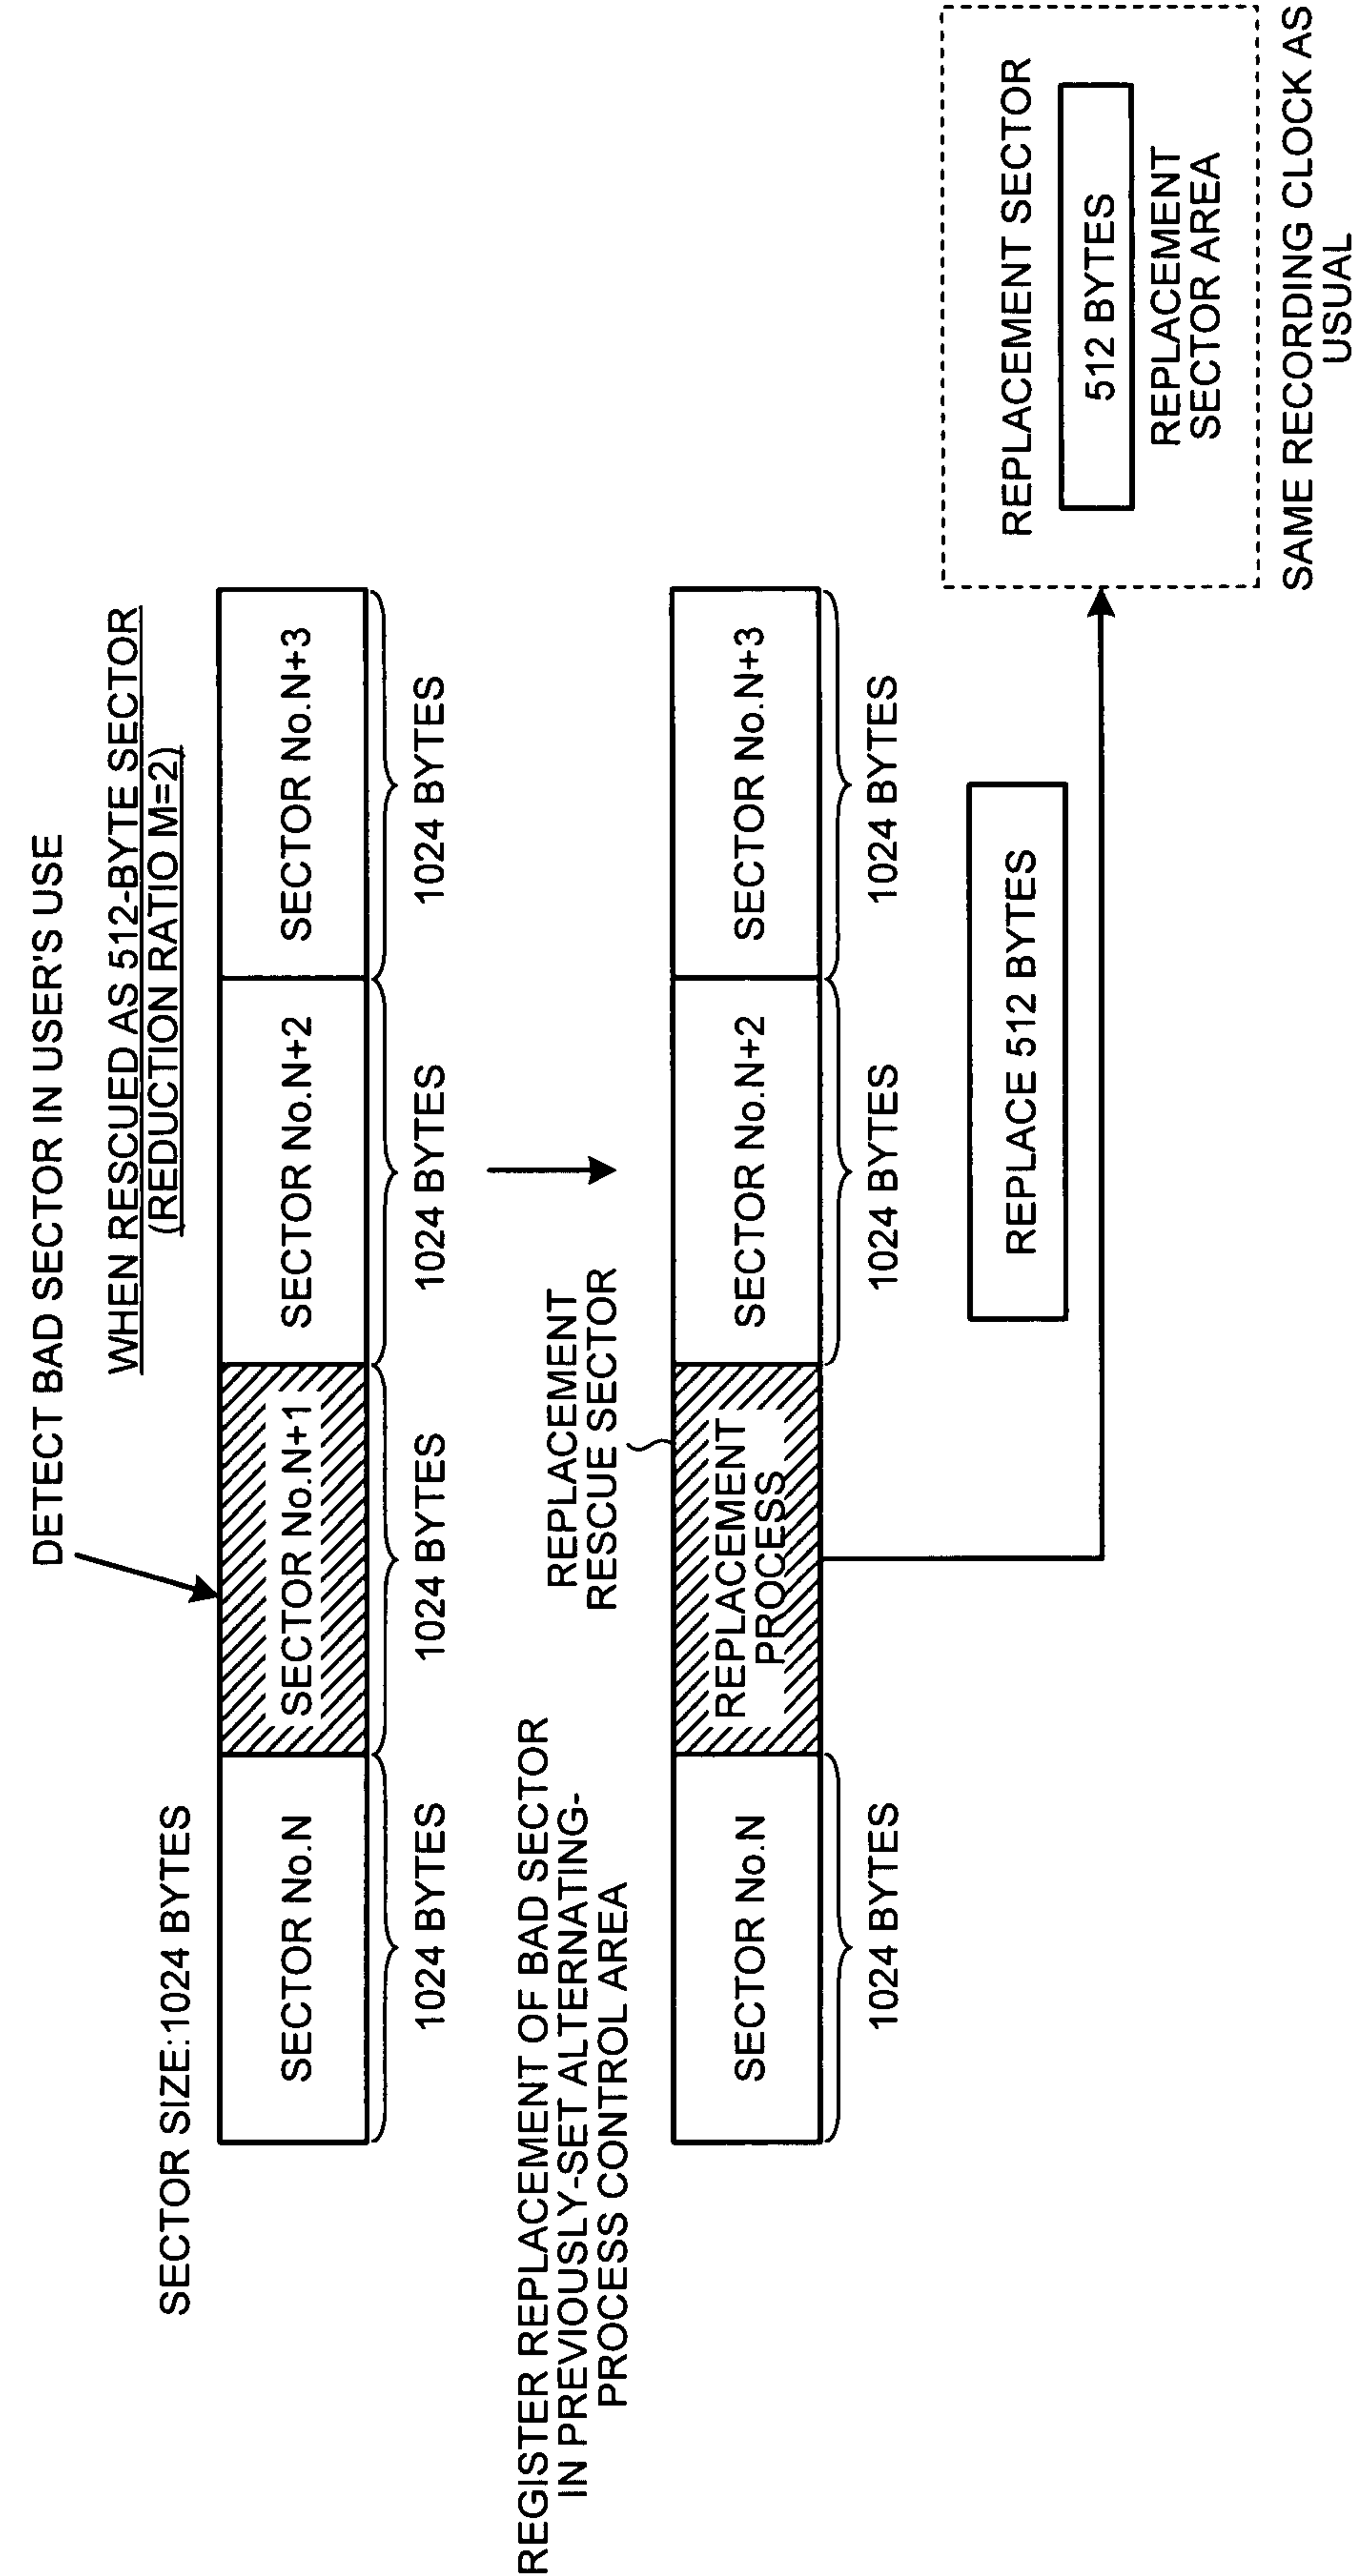 DETECT BAD SECTOR IN USER'S USE
SECTOR SIZE:1024 BYTES
WHEN RESCUED AS 512-BYTE SECTOR
(REDUCTION RATIO M=2)
SECTOR No.N
SECTOR No.N+1
SECTOR No.N+2
SECTOR No.N+3
1024 BYTES
1024 BYTES
1024 BYTES
1024 BYTES
REGISTER REPLACEMENT OF BAD SECTOR
IN PREVIOUSLY-SET ALTERNATING-
PROCESS CONTROL AREA
REPLACEMENT
RESCUE SECTOR
SECTOR No.N
REPLACEMENT
PROCESS
SECTOR No.N+2
SECTOR No.N+3
1024 BYTES
1024 BYTES
1024 BYTES
REPLACE 512 BYTES
REPLACEMENT SECTOR
512 BYTES
REPLACEMENT
SECTOR AREA
SAME RECORDING CLOCK AS
USUAL